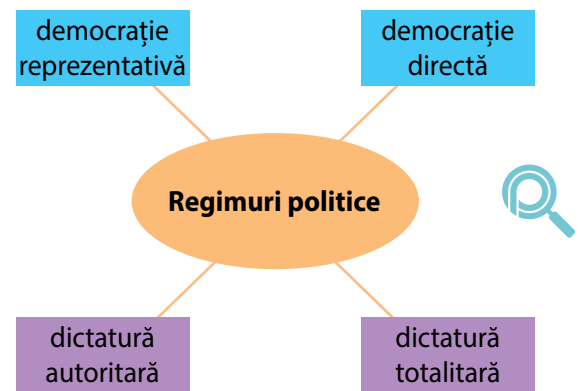 democrație
reprezentativă
democrație
directă
Regimuri politice
dictatură
autoritară
dictatură
totalitară